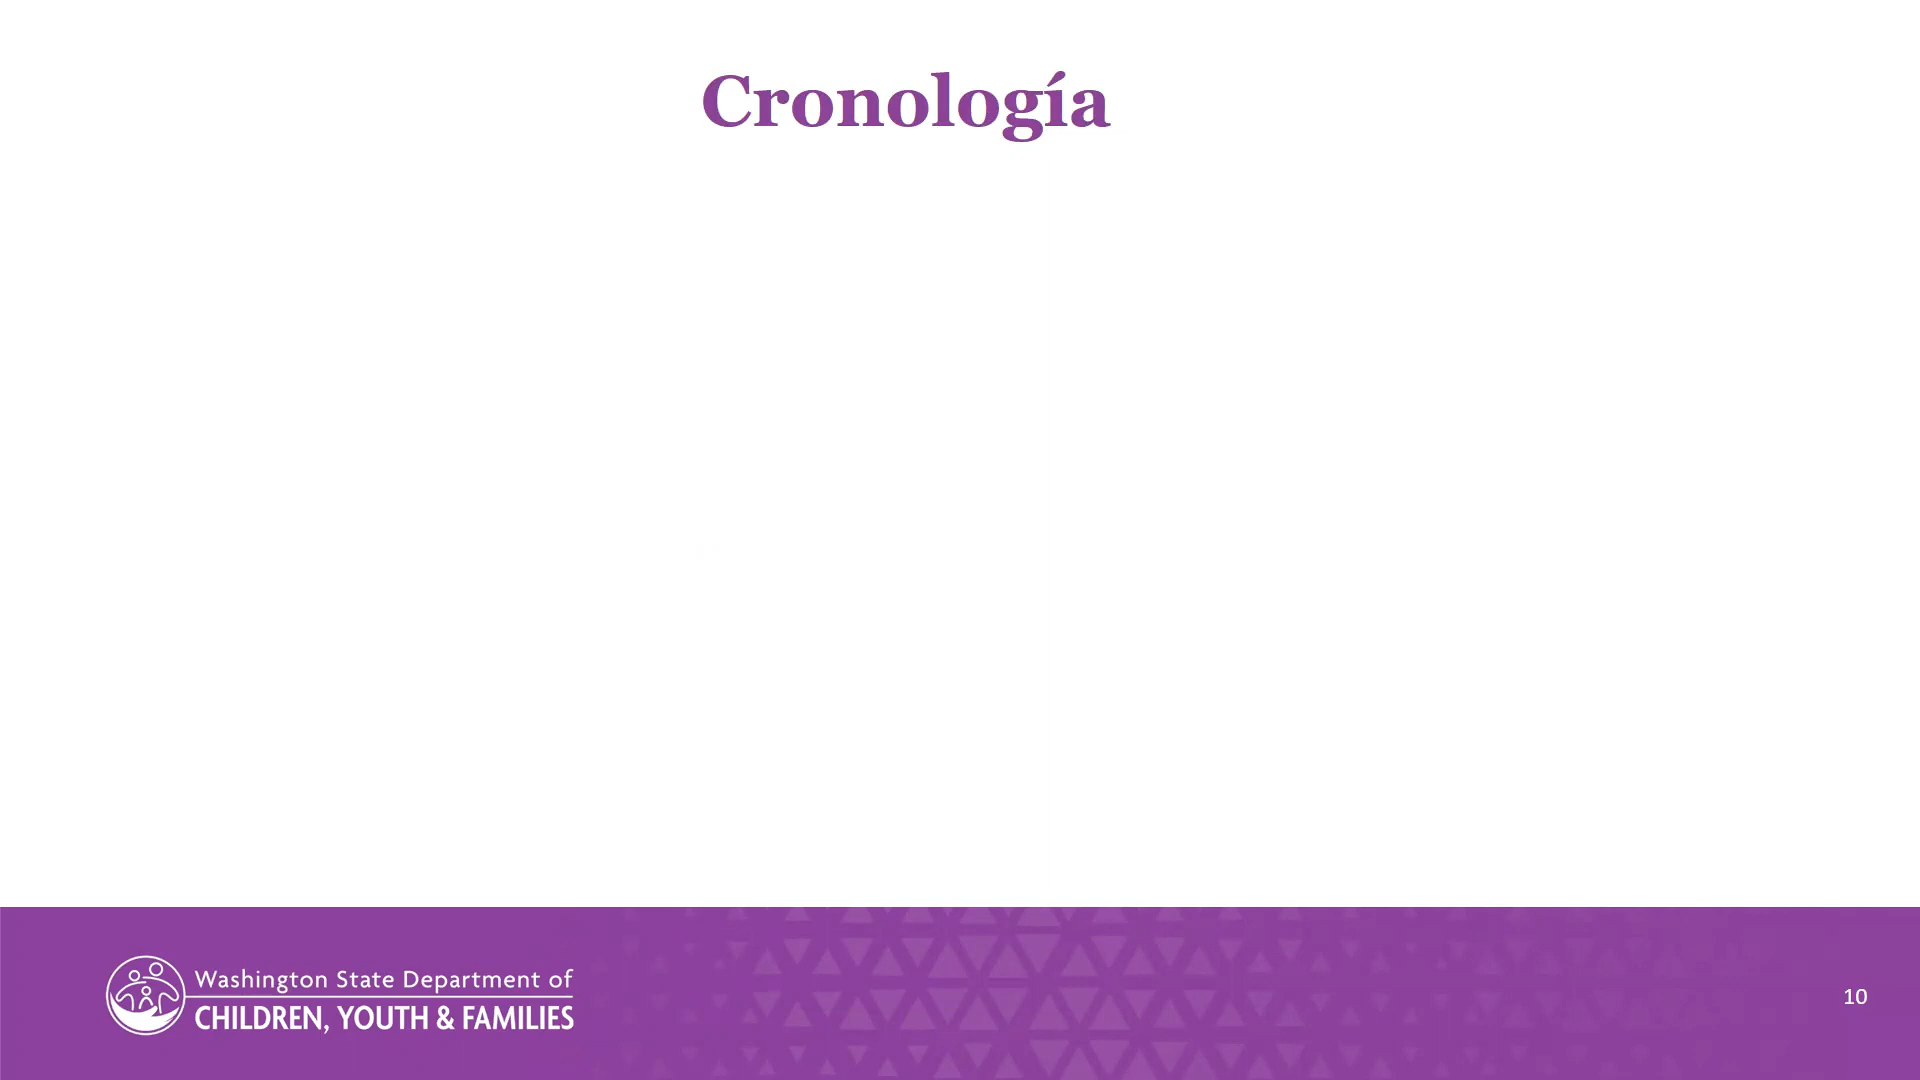 Cronología
Washington State Department of
CHILDREN, YOUTH & FAMILIES
10